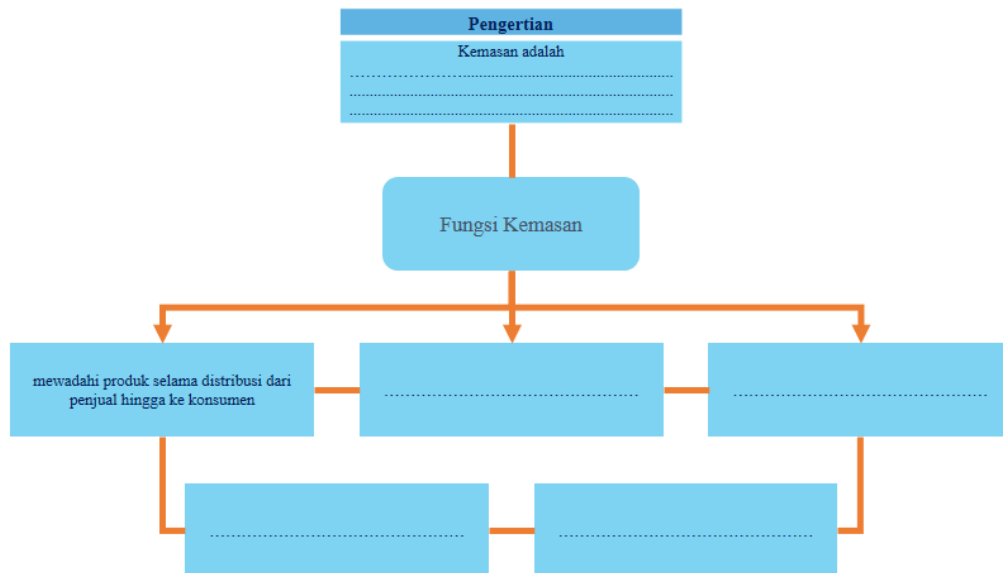 Pengertian
Kemasan adalah
................................................................................
................................................................................
................................................................................
Fungsi Kemasan
mewadahi produk selama distribusi dari
penjual hingga ke konsumen
................................................................
................................................................
................................................................
................................................................